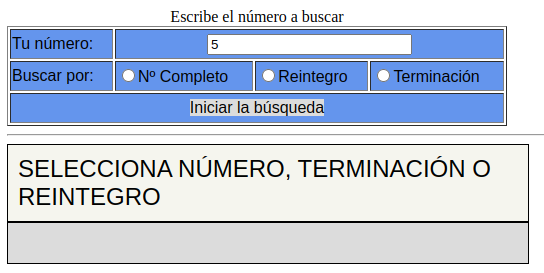 Escribe el número a buscar
Tu número: 5
Buscar por: Nº Completo Reintegro Terminación
Iniciar la búsqueda
SELECCIONA NÚMERO, TERMINACIÓN O
REINTEGRO